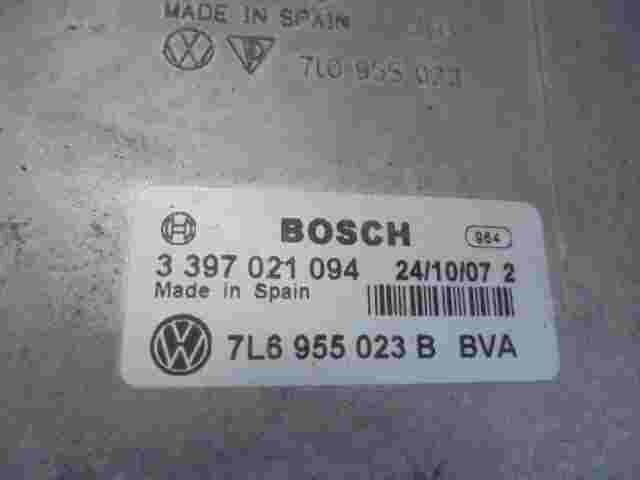 MADE IN SPAIN
7L0 955 023
BOSCH 964
3 397 021 094 24/10/07 2
Made in Spain
7L6 955 023 B BVA